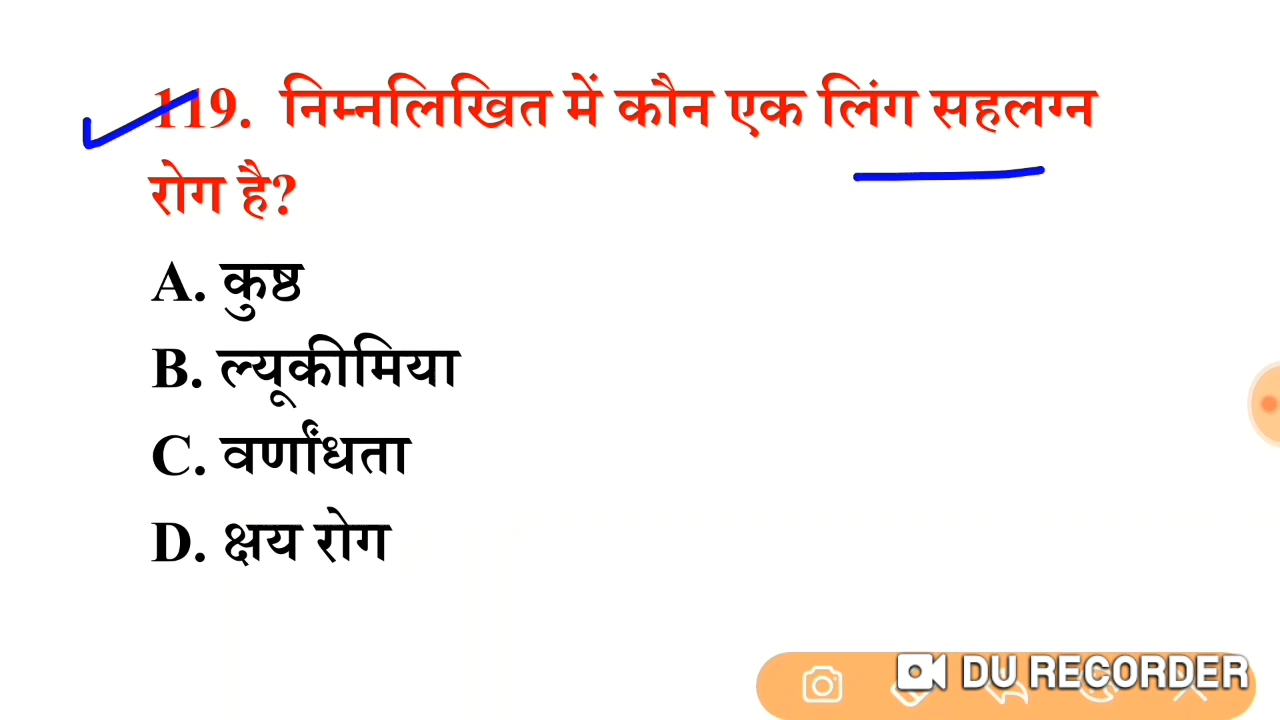 119. निम्नलिखित में कौन एक लिंग सहलग्न
रोग है?
A. कुष्ठ
B. ल्यूकीमिया
C. वर्णांधता
D. क्षय रोग
DU RECORDER